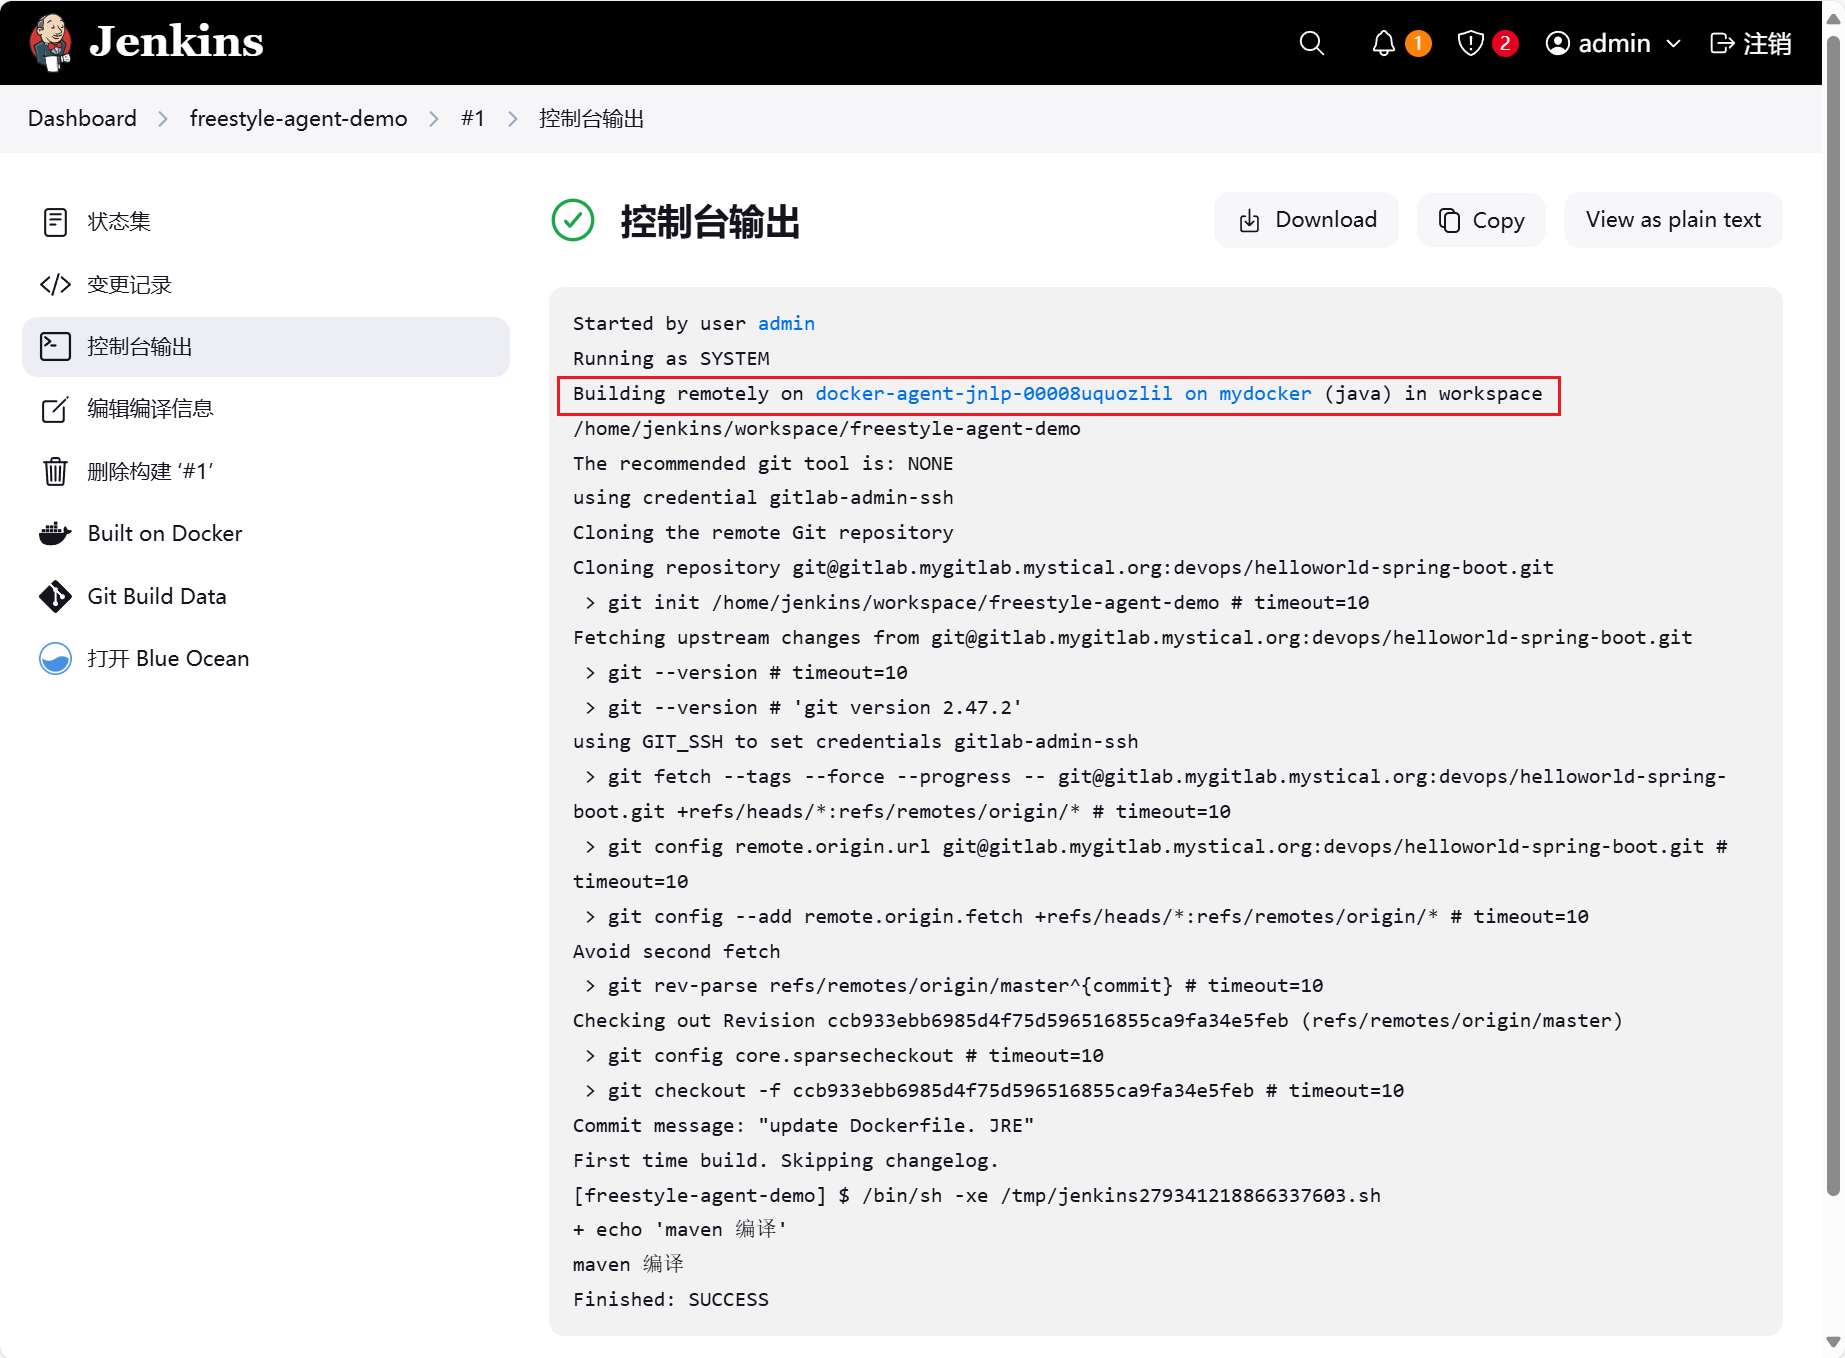 Jenkins
1
2
admin
注销
Dashboard
freestyle-agent-demo
#1
控制台输出
状态集
变更记录
控制台输出
编辑编译信息
删除构建 ‘#1’
Built on Docker
Git Build Data
打开 Blue Ocean
控制台输出
Download
Copy
View as plain text
Started by user admin
Running as SYSTEM
Building remotely on docker-agent-jnlp-00008uquozlil on mydocker (java) in workspace
/home/jenkins/workspace/freestyle-agent-demo
The recommended git tool is: NONE
using credential gitlab-admin-ssh
Cloning the remote Git repository
Cloning repository git@gitlab.mygitlab.mystical.org:devops/helloworld-spring-boot.git
> git init /home/jenkins/workspace/freestyle-agent-demo # timeout=10
Fetching upstream changes from git@gitlab.mygitlab.mystical.org:devops/helloworld-spring-boot.git
> git --version # timeout=10
> git --version # 'git version 2.47.2'
using GIT_SSH to set credentials gitlab-admin-ssh
> git fetch --tags --force --progress -- git@gitlab.mygitlab.mystical.org:devops/helloworld-spring-
boot.git +refs/heads/*:refs/remotes/origin/* # timeout=10
> git config remote.origin.url git@gitlab.mygitlab.mystical.org:devops/helloworld-spring-boot.git #
timeout=10
> git config --add remote.origin.fetch +refs/heads/*:refs/remotes/origin/* # timeout=10
Avoid second fetch
> git rev-parse refs/remotes/origin/master^{commit} # timeout=10
Checking out Revision ccb933ebb6985d4f75d596516855ca9fa34e5feb (refs/remotes/origin/master)
> git config core.sparsecheckout # timeout=10
> git checkout -f ccb933ebb6985d4f75d596516855ca9fa34e5feb # timeout=10
Commit message: "update Dockerfile. JRE"
First time build. Skipping changelog.
[freestyle-agent-demo] $ /bin/sh -xe /tmp/jenkins279341218866337603.sh
+ echo 'maven 编译'
maven 编译
Finished: SUCCESS